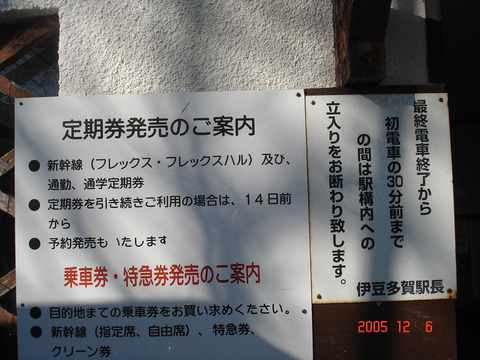 定期券発売のご案内
● 新幹線（フレックス・フレックスパル）及び、
通勤、通学定期券
● 定期券を引き続きご利用の場合は、１４日前
から
● 予約発売も いたします
乗車券・特急券発売のご案内
● 目的地までの乗車券をお買い求めください。
● 新幹線（指定席、自由席）、特急券、
クリーン券
最終電車終了から
初電車の30分前まで
の間は駅構内への
立入りをお断わり致します。
伊豆多賀駅長
2005 12 6